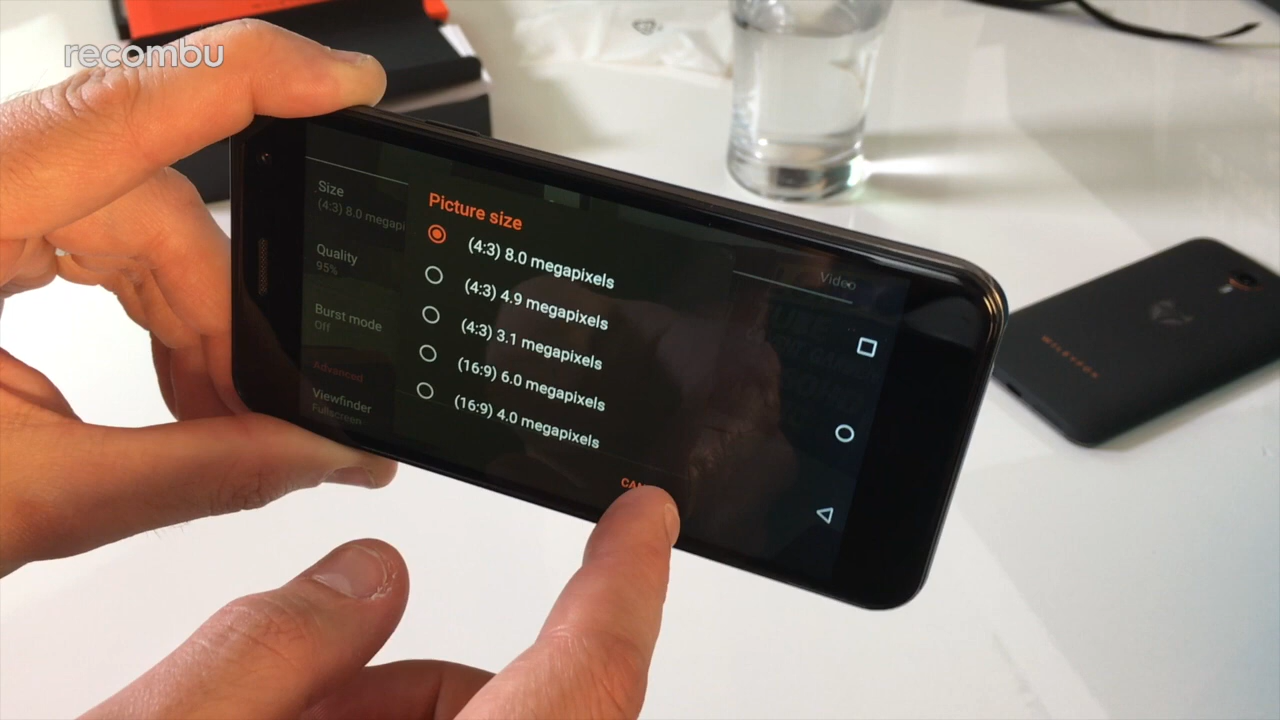 recombu
Size
(4:3) 8.0 megapi
Quality
95%
Burst mode
Off
Advanced
Viewfinder
Fullscreen
Picture size
(4:3) 8.0 megapixels
(4:3) 4.9 megapixels
(4:3) 3.1 megapixels
(16:9) 6.0 megapixels
(16:9) 4.0 megapixels
CAN
Video
WILEYFOX